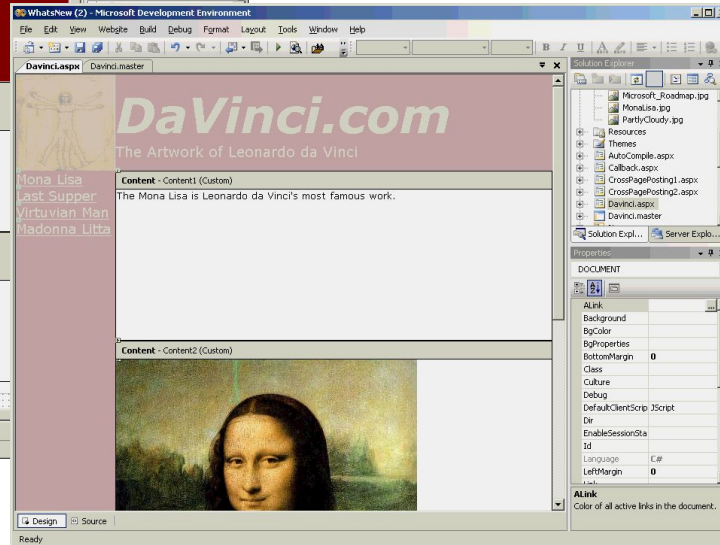 WhatsNew (2) - Microsoft Development Environment
File Edit View Website Build Debug Format Layout Tools Window Help
B I U A
Davinci.aspx Davinci.master
DaVinci.com
The Artwork of Leonardo da Vinci
Mona Lisa
Last Supper
Virtuvian Man
Madonna Litta
Content - Content1 (Custom)
The Mona Lisa is Leonardo da Vinci's most famous work.
Content - Content2 (Custom)
Design Source
Ready
Solution Explorer
Microsoft_Roadmap.jpg
MonaLisa.jpg
PartlyCloudy.jpg
Resources
Themes
AutoCompile.aspx
Callback.aspx
CrossPagePosting1.aspx
CrossPagePosting2.aspx
Davinci.aspx
Davinci.master
Solution Expl... Server Explo...
Properties
DOCUMENT
ALink ...
Background
BgColor
BgProperties
BottomMargin 0
Class
Culture
Debug
DefaultClientScrip JScript
Dir
EnableSessionSta
Id
Language C#
LeftMargin 0
ALink
Color of all active links in the document.